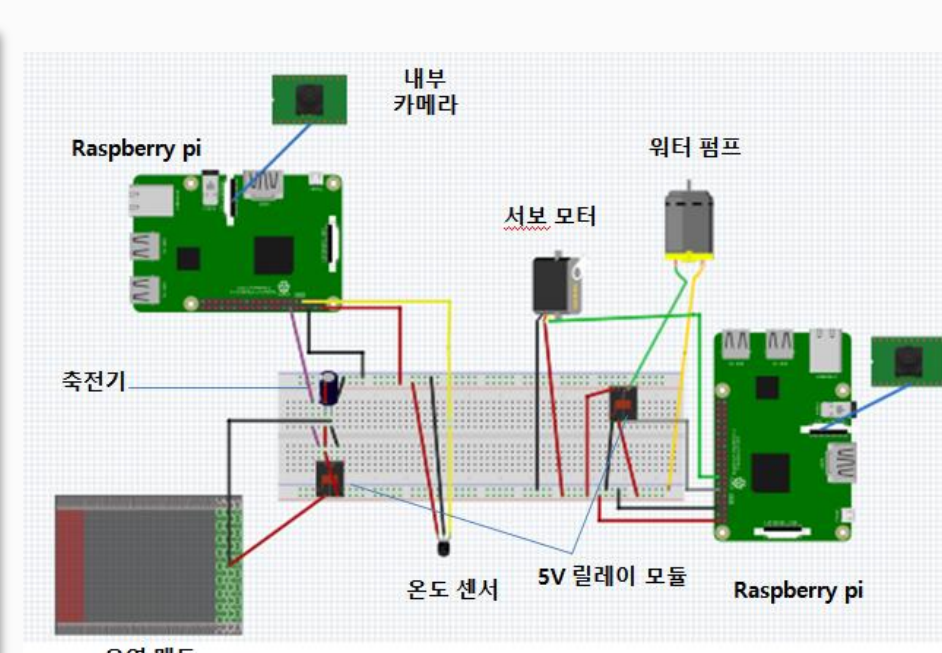 내부
카메라
Raspberry pi
워터 펌프
서보 모터
축전기
온도 센서
5V 릴레이 모듈
Raspberry pi